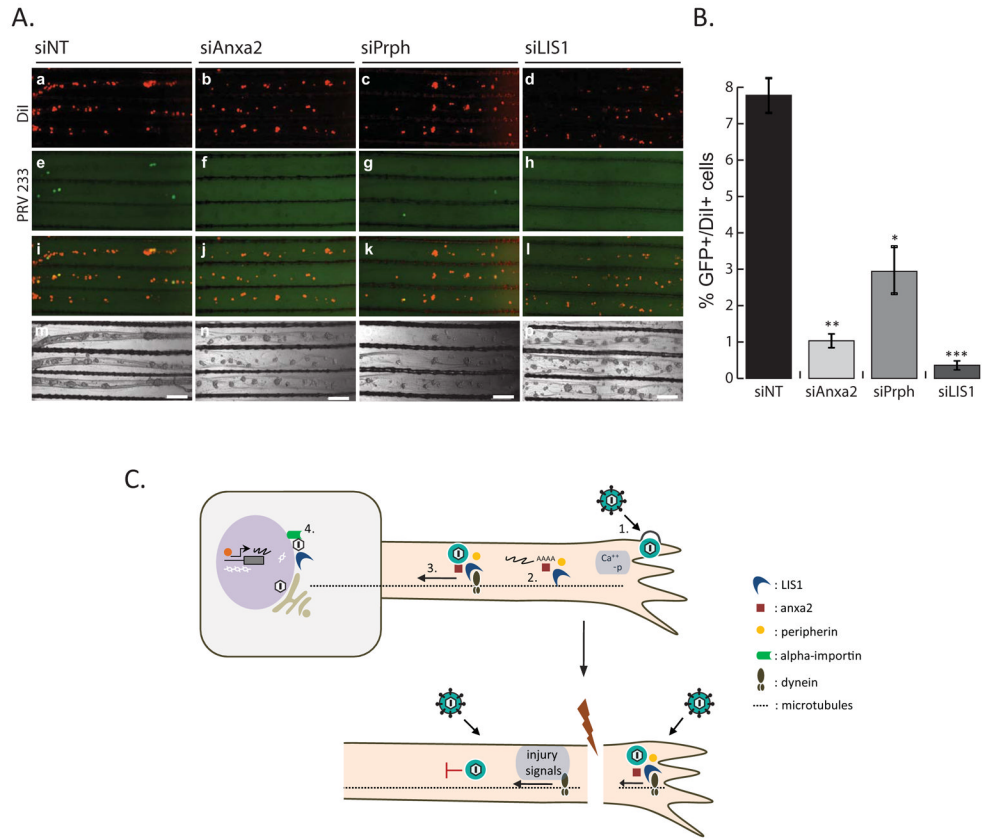 A.
siNT siAnxa2 siPrph siLIS1
DiI
a b c d
PRV 233
e f g h
i j k l
m n o p
B.
% GFP+/DiI+ cells
8
7
6
5
4
3
2
1
0
**
*
***
siNT siAnxa2 siPrph siLIS1
C.
4.
3.
AAAA
2.
Ca++
-p
1.
: LIS1
: anxa2
: peripherin
: alpha-importin
: dynein
: microtubules
injury
signals